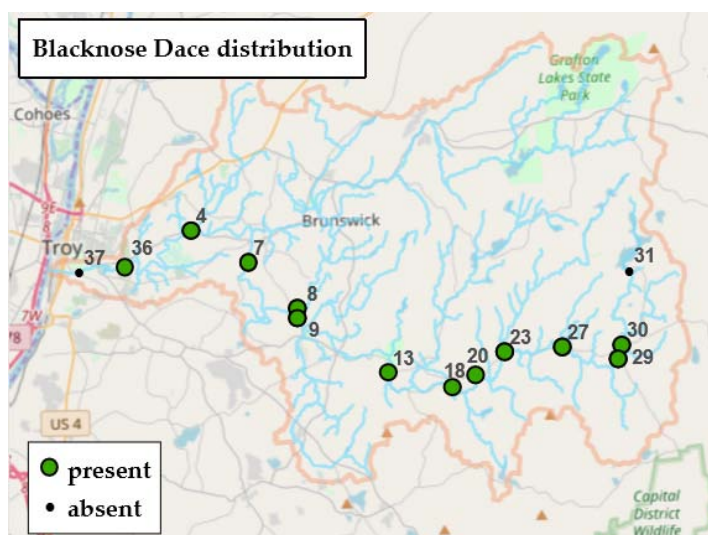 Blacknose Dace distribution
Grafton
Lakes State
Park
Cohoes
9E
4
Brunswick
Troy
37
36
7
31
8
9
7W
78
13
18
20
23
27
30
29
US 4
present
absent
Capital
District
Wildlife